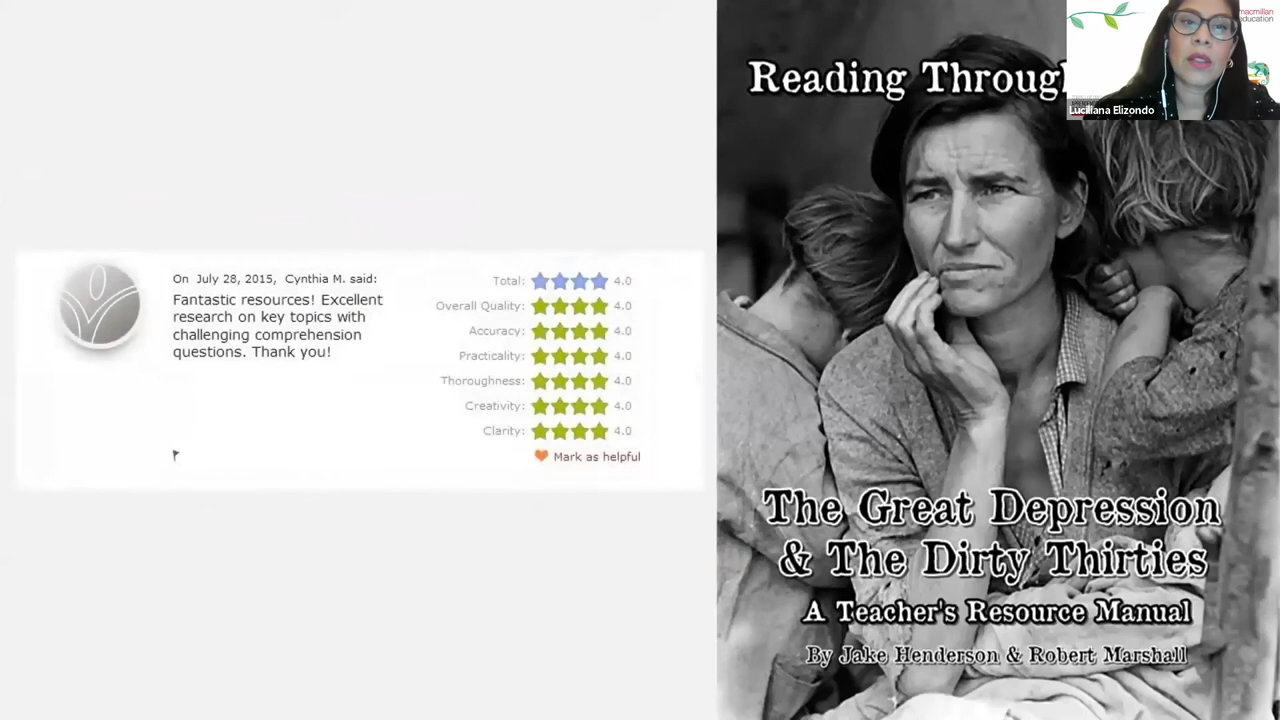 On July 28, 2015, Cynthia M. said:
Fantastic resources! Excellent
research on key topics with
challenging comprehension
questions. Thank you!
Total: 4.0
Overall Quality: 4.0
Accuracy: 4.0
Practicality: 4.0
Thoroughness: 4.0
Creativity: 4.0
Clarity: 4.0
Mark as helpful
Reading Through
The Great Depression
& The Dirty Thirties
A Teacher's Resource Manual
By Jake Henderson & Robert Marshall
macmillan
education
Luciliana Elizondo